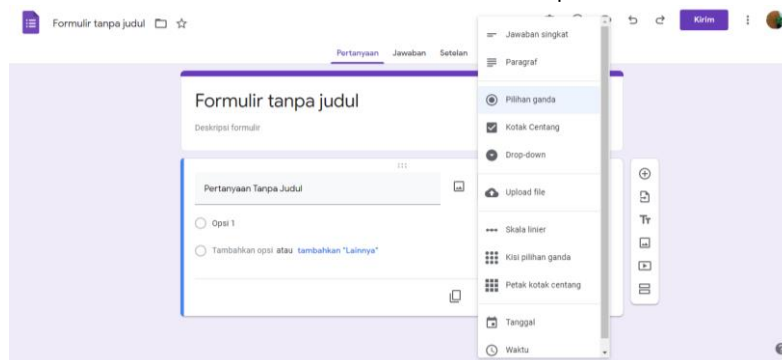 Formulir tanpa judul
Kirim
Pertanyaan Jawaban Setelan
Formulir tanpa judul
Deskripsi formulir
Pertanyaan Tanpa Judul
Opsi 1
Tambahkan opsi atau tambahkan "Lainnya"
Jawaban singkat
Paragraf
Pilihan ganda
Kotak Centang
Drop-down
Upload file
Skala linier
Kisi pilihan ganda
Petak kotak centang
Tanggal
Waktu